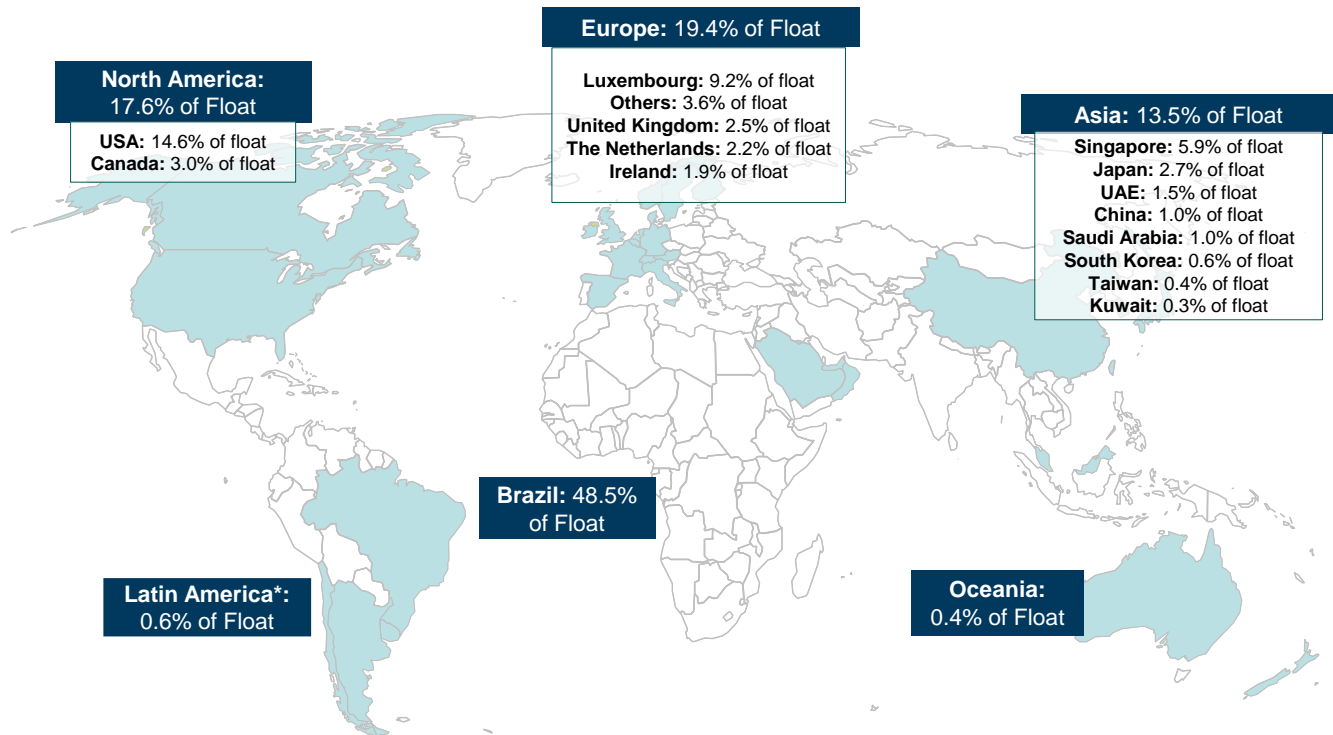 Europe: 19.4% of Float
Luxembourg: 9.2% of float
Others: 3.6% of float
United Kingdom: 2.5% of float
The Netherlands: 2.2% of float
Ireland: 1.9% of float
North America:
17.6% of Float
USA: 14.6% of float
Canada: 3.0% of float
Asia: 13.5% of Float
Singapore: 5.9% of float
Japan: 2.7% of float
UAE: 1.5% of float
China: 1.0% of float
Saudi Arabia: 1.0% of float
South Korea: 0.6% of float
Taiwan: 0.4% of float
Kuwait: 0.3% of float
Brazil: 48.5%
of Float
Latin America*:
0.6% of Float
Oceania:
0.4% of Float